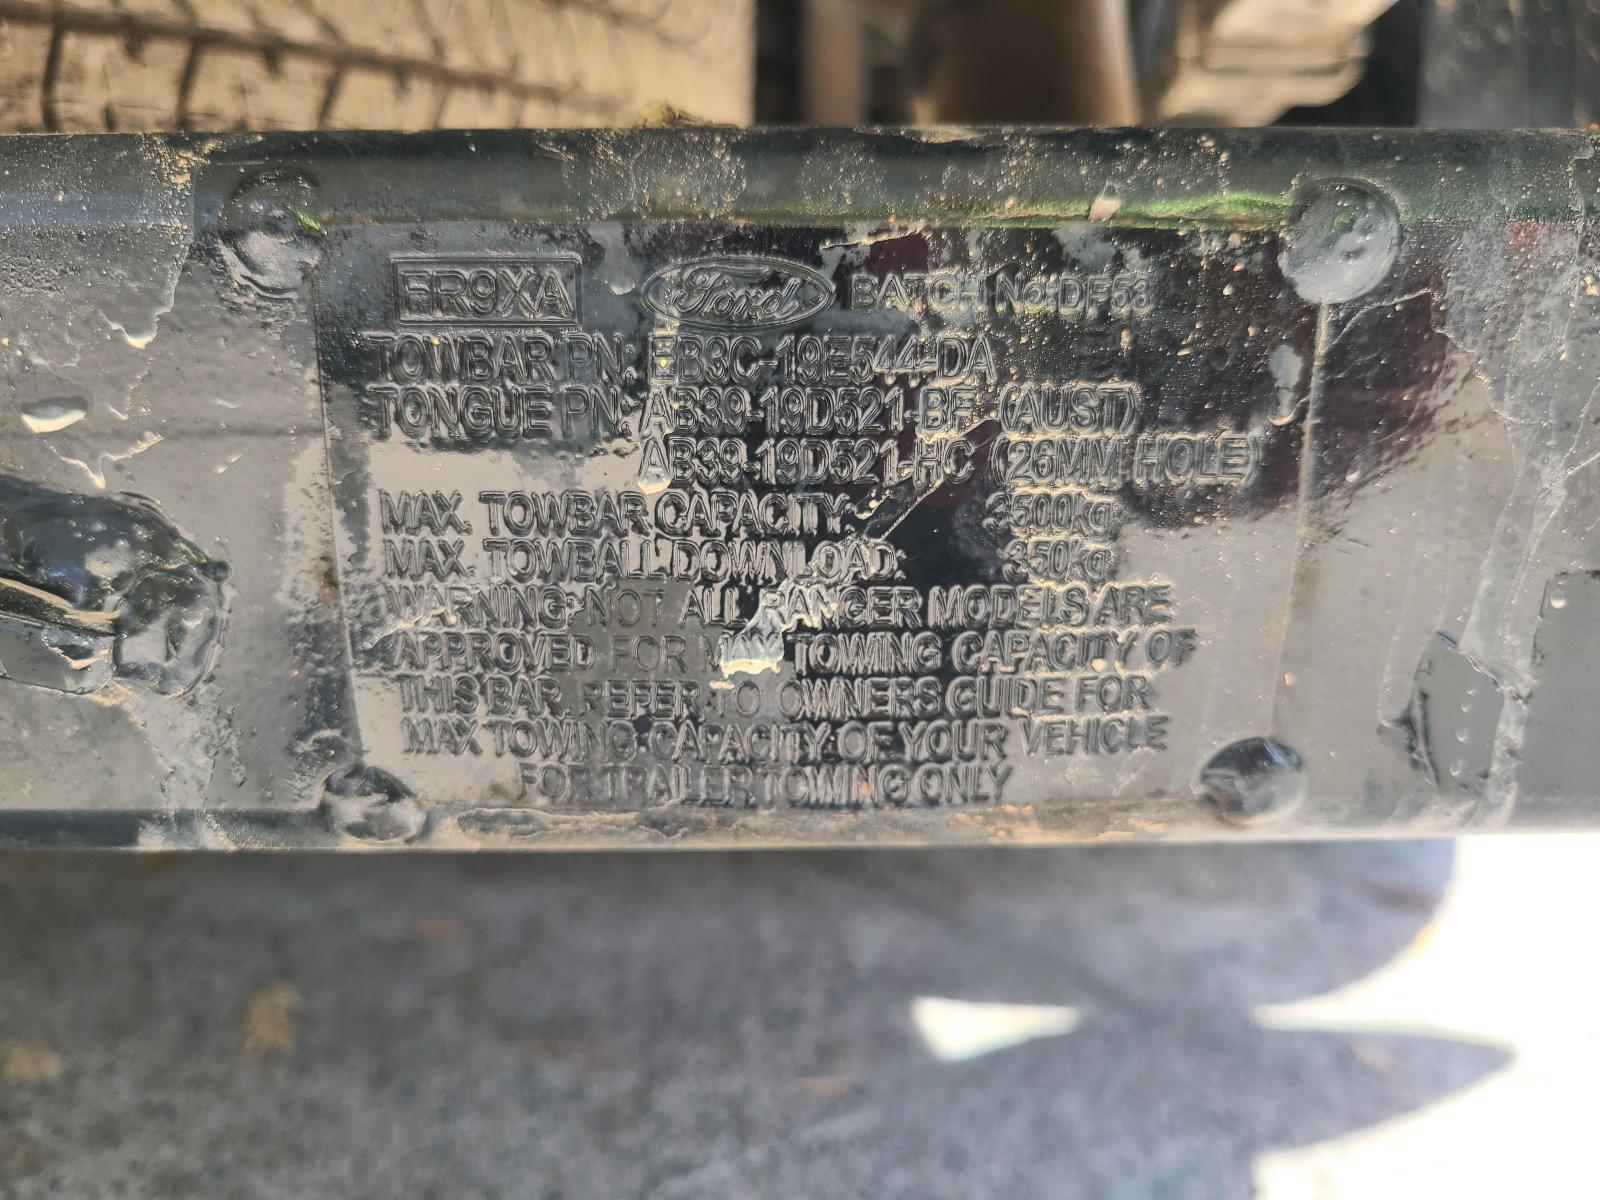 ER9XA Ford BATCH No: DF53
TOWBAR PN: EB3C-19E544-DA
TONGUE PN: AB39-19D521-BF (AUST)
AB39-19D521-HC (26MM HOLE)
MAX. TOWBAR CAPACITY: 3500kg
MAX. TOWBALL DOWNLOAD: 350kg
WARNING: NOT ALL RANGER MODELS ARE
APPROVED FOR MAX TOWING CAPACITY OF
THIS BAR. REFER TO OWNERS GUIDE FOR
MAX TOWING CAPACITY OF YOUR VEHICLE
FOR TRAILER TOWING ONLY